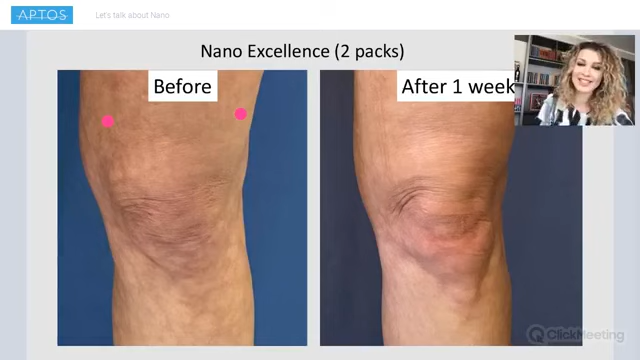 APTOS
Let's talk about Nano
Nano Excellence (2 packs)
Before
After 1 week
ClickMeeting